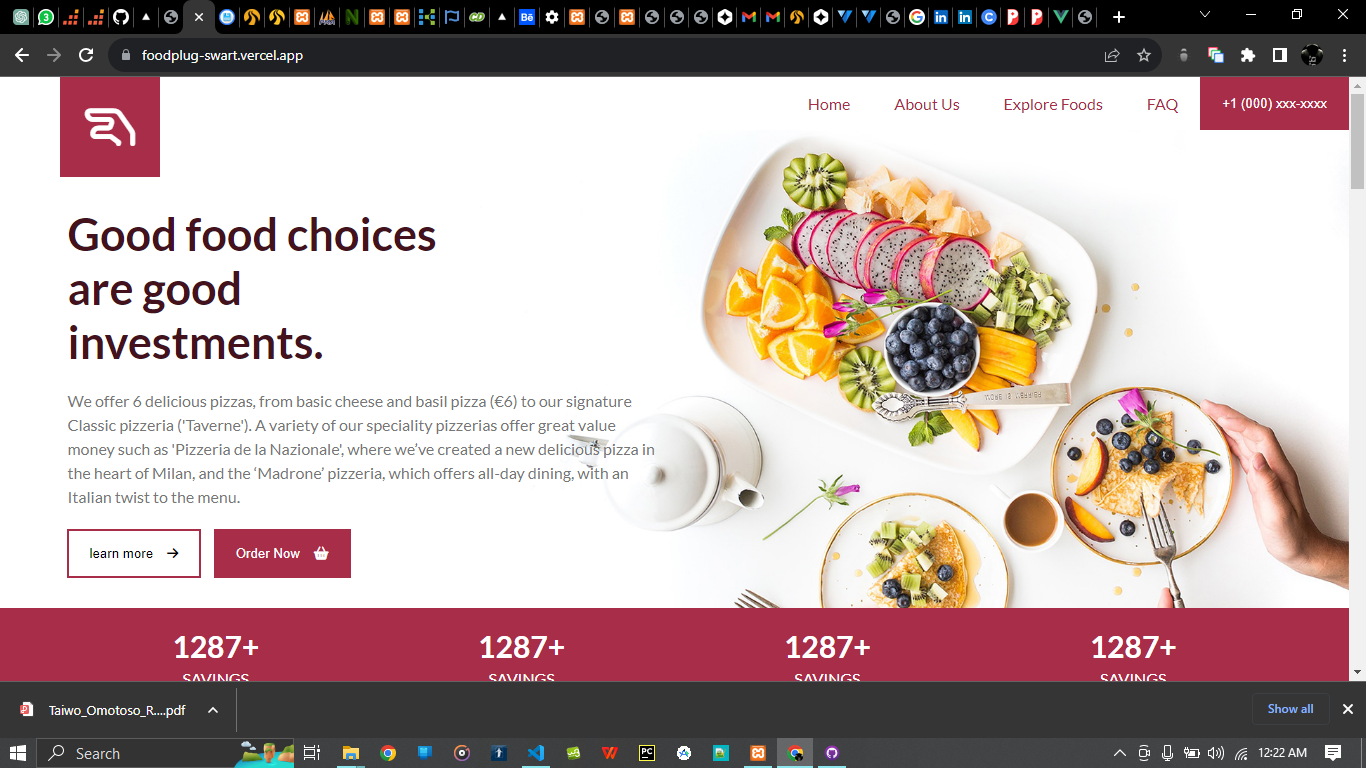 foodplug-swart.vercel.app
Home About Us Explore Foods FAQ +1 (000) xxx-xxxx
Good food choices
are good
investments.
We offer 6 delicious pizzas, from basic cheese and basil pizza (€6) to our signature
Classic pizzeria ('Taverne'). A variety of our speciality pizzerias offer great value
money such as 'Pizzeria de la Nazionale', where we’ve created a new delicious pizza in
the heart of Milan, and the ‘Madrone’ pizzeria, which offers all-day dining, with an
Italian twist to the menu.
learn more Order Now
1287+ 1287+ 1287+ 1287+
SAVINGS SAVINGS SAVINGS SAVINGS
Taiwo_Omotoso_R....pdf Show all
Search 12:22 AM